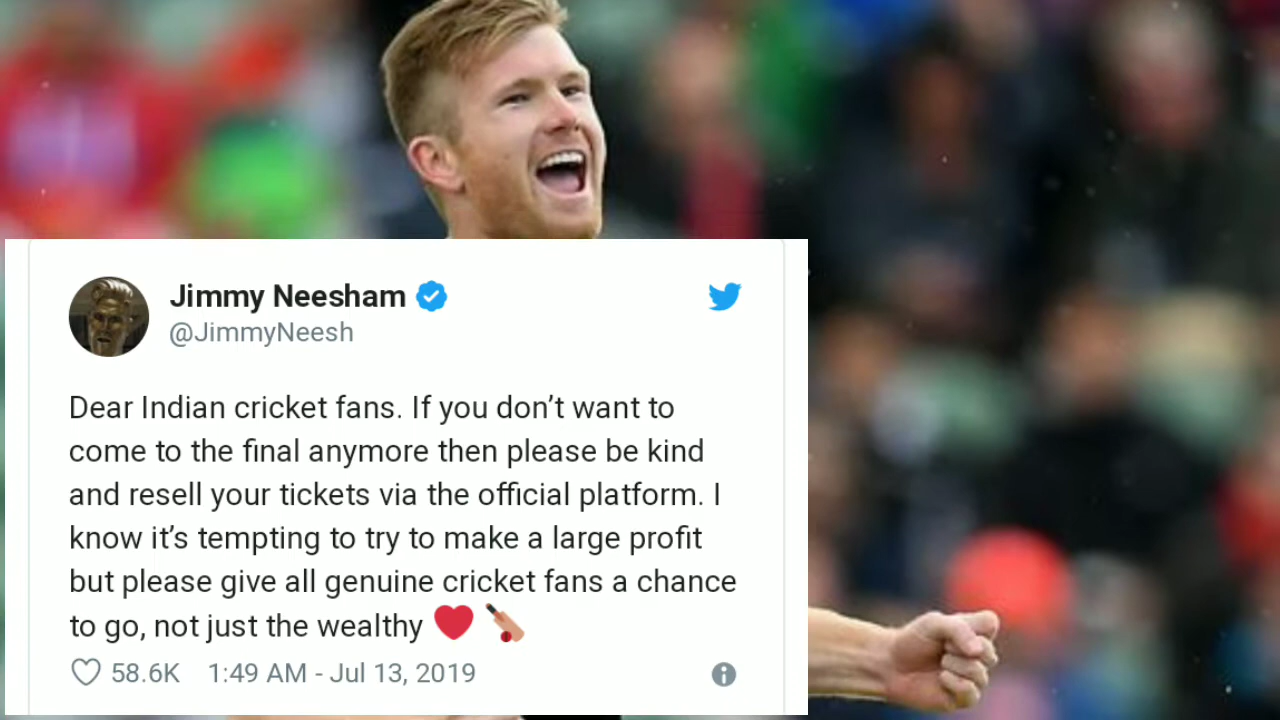 Jimmy Neesham
@JimmyNeesh
Dear Indian cricket fans. If you don’t want to
come to the final anymore then please be kind
and resell your tickets via the official platform. I
know it’s tempting to try to make a large profit
but please give all genuine cricket fans a chance
to go, not just the wealthy ❤️ 🏏
58.6K 1:49 AM - Jul 13, 2019